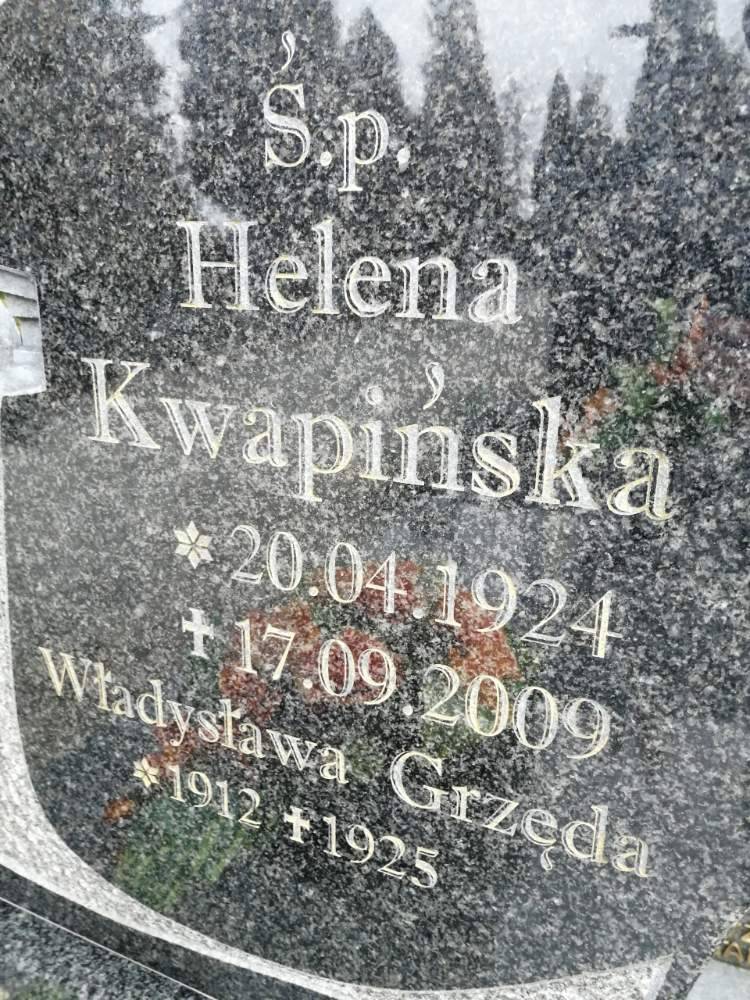 Ś.p.
Helena
Kwapińska
* 20.04.1924
✝ 17.09.2009
Władysława Grzęda
* 1912 ✝ 1925